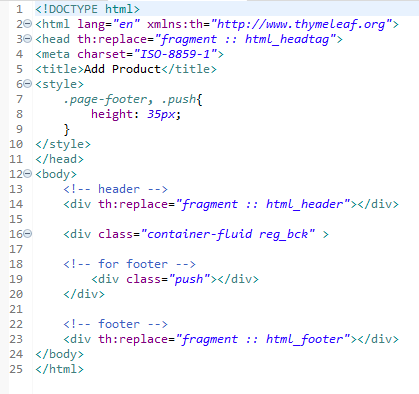 1 <!DOCTYPE html>
2 <html lang="en" xmlns:th="http://www.thymeleaf.org">
3 <head th:replace="fragment :: html_headtag">
4 <meta charset="ISO-8859-1">
5 <title>Add Product</title>
6 <style>
7     .page-footer, .push{
8         height: 35px;
9     }
10 </style>
11 </head>
12 <body>
13     <!-- header -->
14     <div th:replace="fragment :: html_header"></div>
15
16     <div class="container-fluid reg_bck" >
17
18     <!-- for footer -->
19         <div class="push"></div>
20     </div>
21
22     <!-- footer -->
23     <div th:replace="fragment :: html_footer"></div>
24 </body>
25 </html>